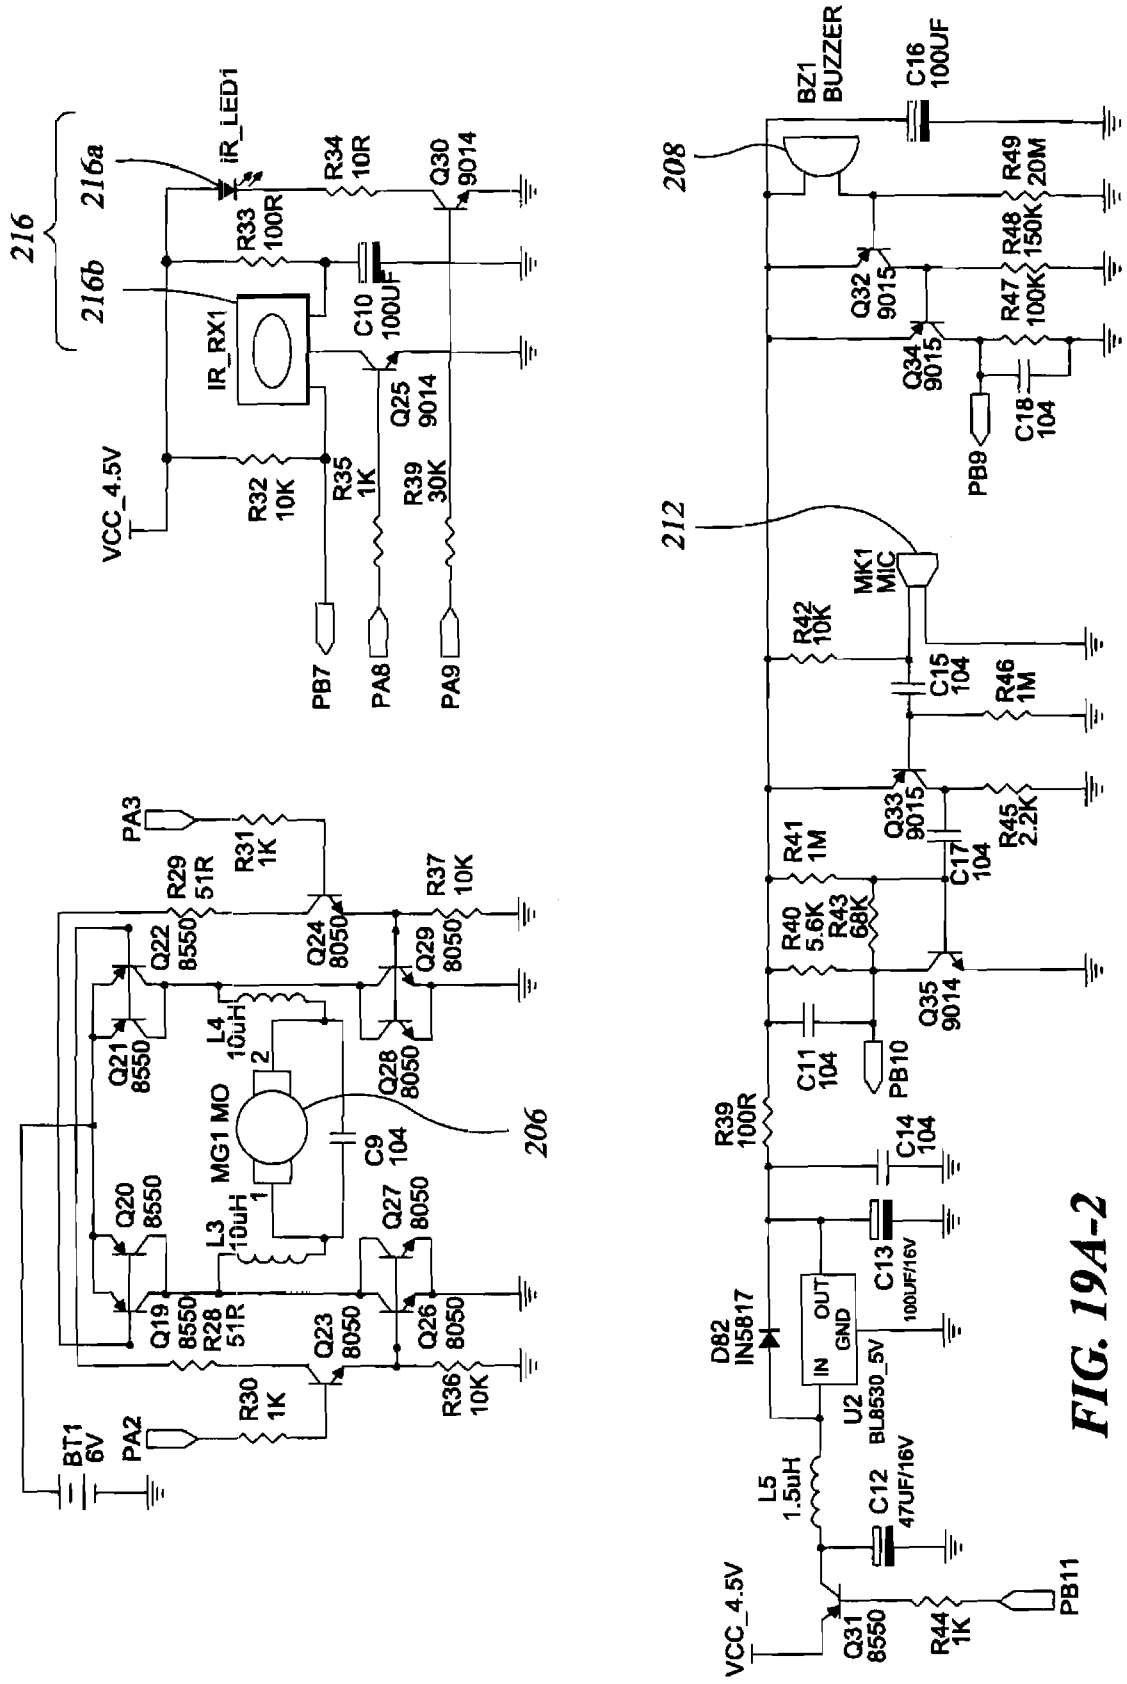 BT1
6V
PA2
R30
1K
Q19
8550
R28
51R
Q23
8050
Q26
8050
R36
10K
Q20
8550
L3
10uH
1
MG1 MO
2
C9
104
Q27
8050
206
Q21
8550
L4
10uH
Q28
8050
Q22
8550
R29
51R
Q24
8050
Q29
8050
R37
10K
PA3
R31
1K
216
216b
216a
VCC_4.5V
R32
10K
IR_RX1
R33
100R
IR_LED1
R34
10R
C10
100UF
Q30
9014
Q25
9014
R35
1K
R39
30K
PB7
PA8
PA9
VCC_4.5V
Q31
8550
R44
1K
PB11
L5
1.5uH
C12
47UF/16V
D82
IN5817
IN
OUT
GND
U2
BL8530_5V
C13
100UF/16V
C14
104
R39
100R
C11
104
PB10
R40
5.6K
R43
68K
R41
1M
Q35
9014
C17
104
Q33
9015
R45
2.2K
R42
10K
C15
104
R46
1M
MK1
MIC
212
PB9
C18
104
Q34
9015
R47
100K
Q32
9015
R48
150K
R49
20M
208
BZ1
BUZZER
C16
100UF
FIG. 19A-2